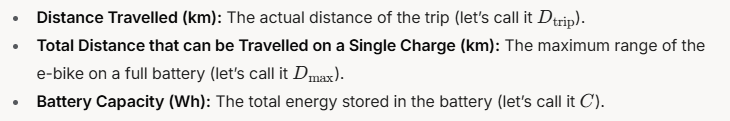 • Distance Travelled (km): The actual distance of the trip (let's call it D_trip).
• Total Distance that can be Travelled on a Single Charge (km): The maximum range of the
e-bike on a full battery (let's call it D_max).
• Battery Capacity (Wh): The total energy stored in the battery (let's call it C).